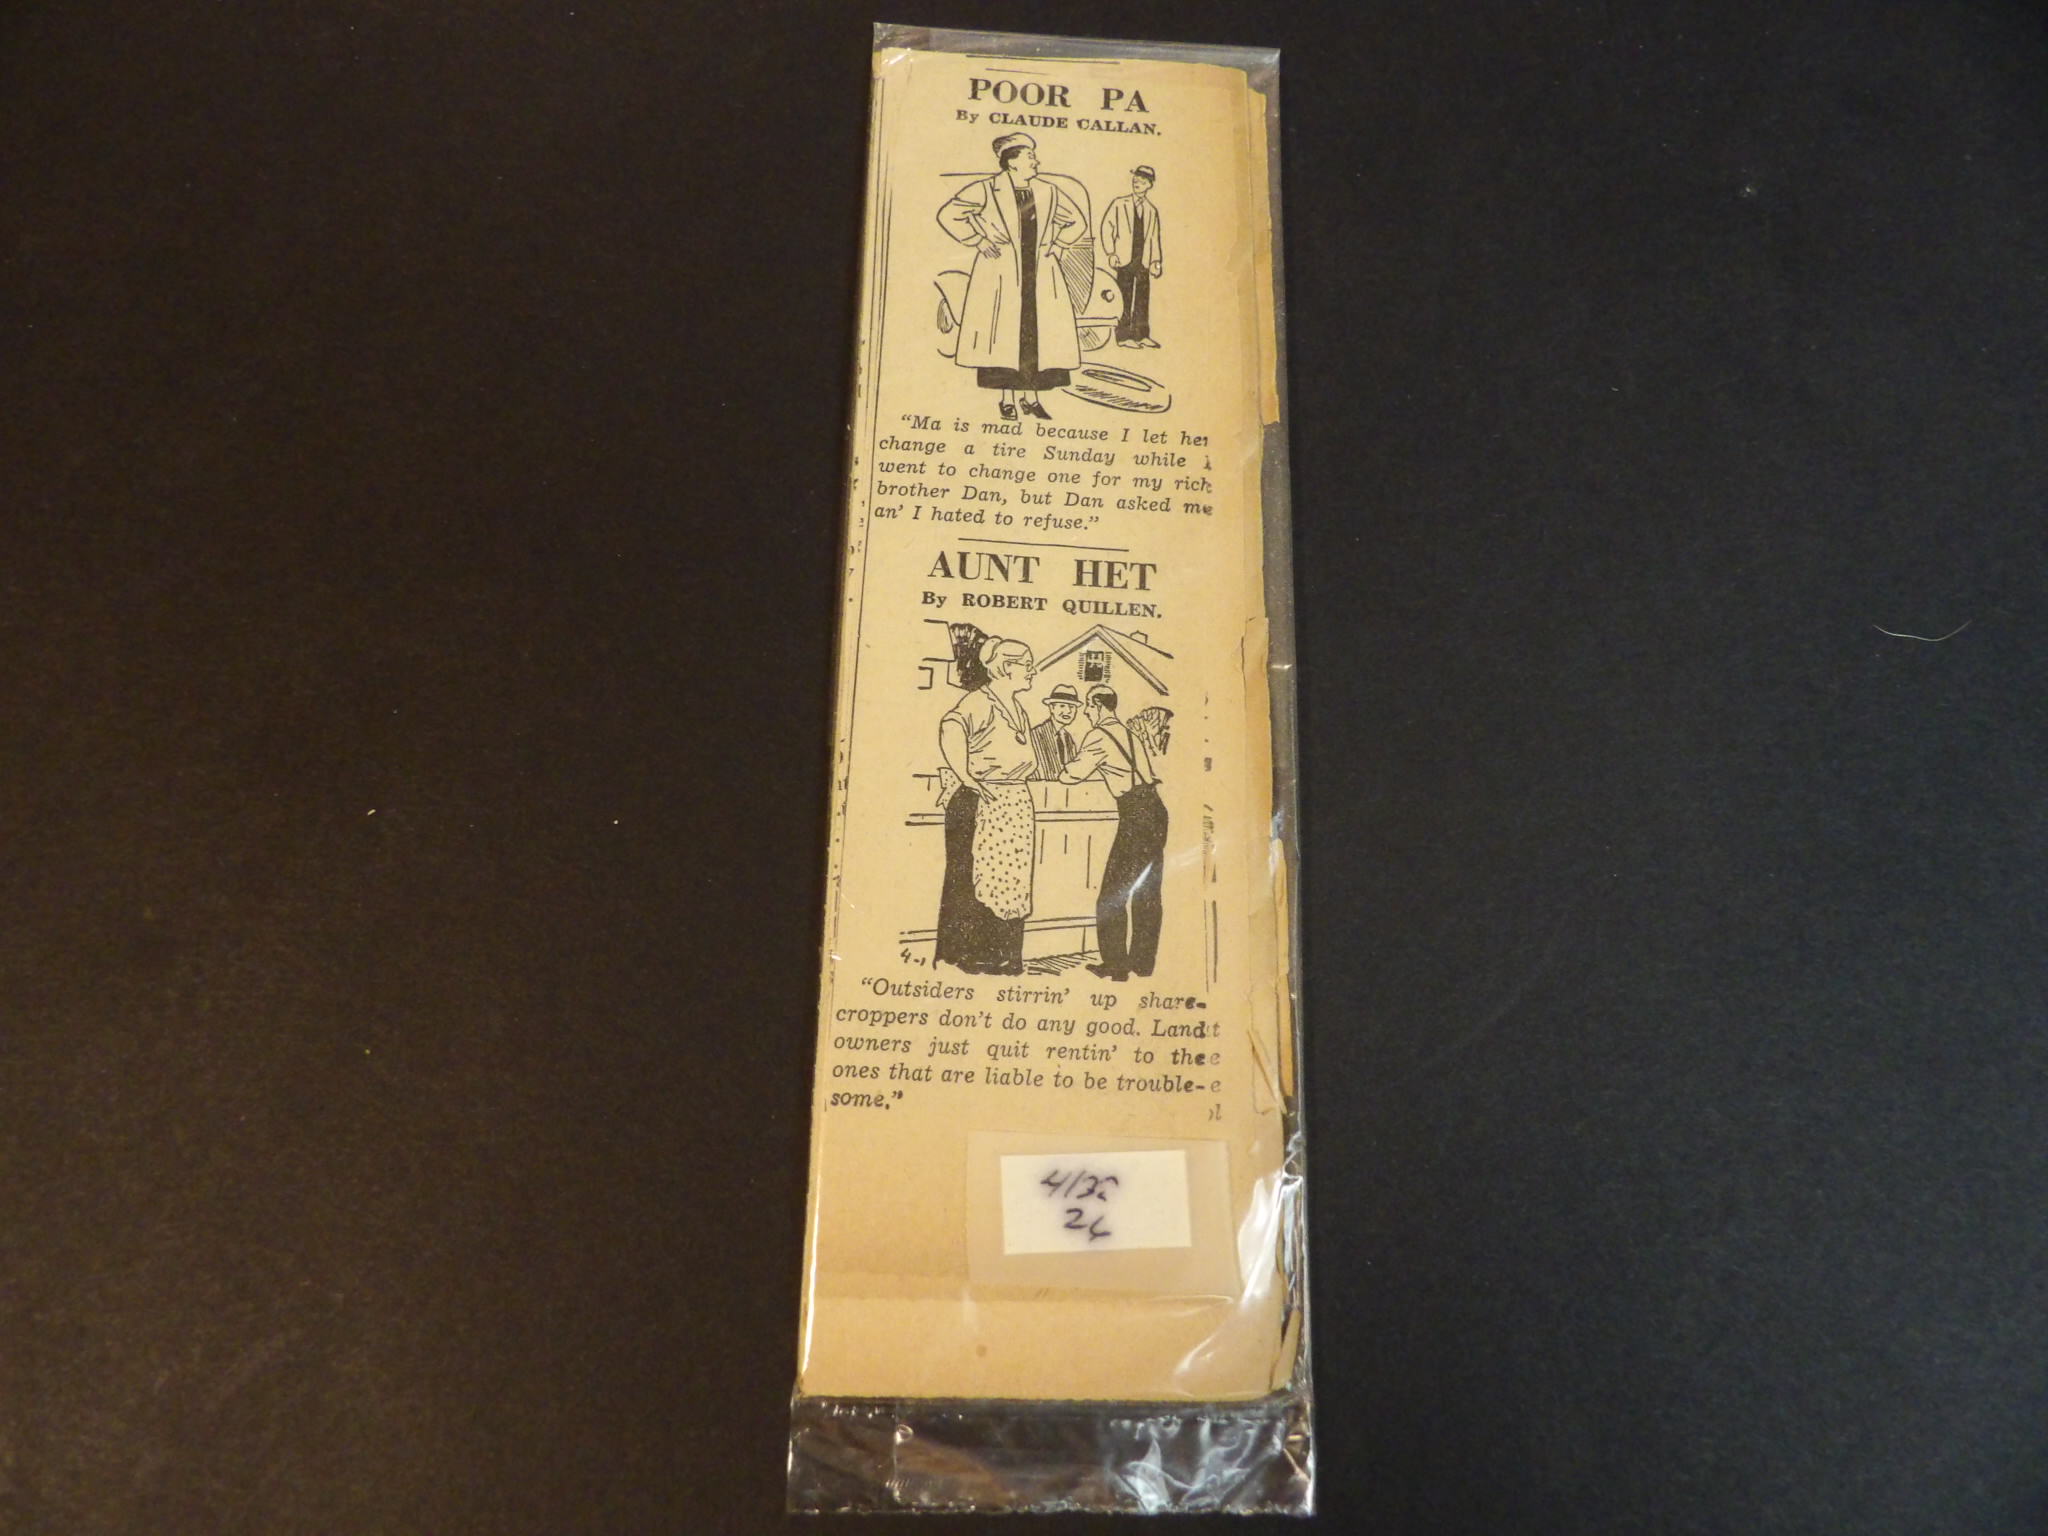 POOR PA
By CLAUDE CALLAN.
"Ma is mad because I let her
change a tire Sunday while I
went to change one for my rich
brother Dan, but Dan asked me
an' I hated to refuse."
AUNT HET
By ROBERT QUILLEN.
4-1
"Outsiders stirrin' up share-
croppers don't do any good. Land
owners just quit rentin' to the
ones that are liable to be trouble-
some."